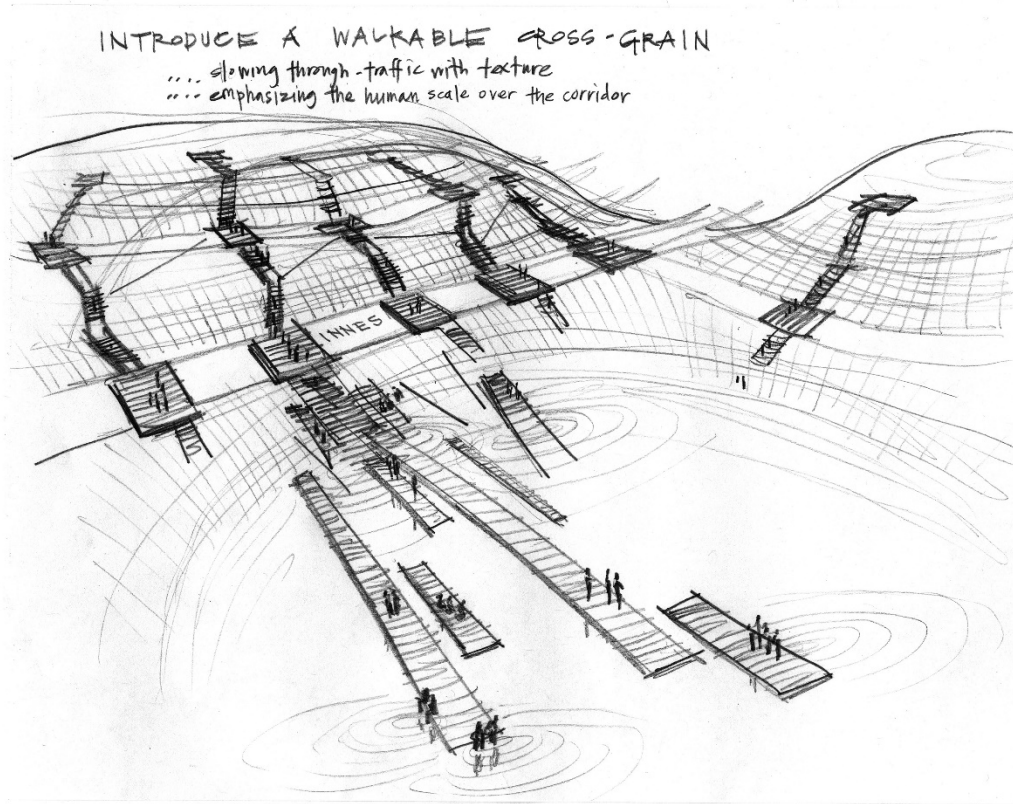 INTRODUCE A WALKABLE CROSS-GRAIN
.... slowing through-traffic with texture
.... emphasizing the human scale over the corridor
INNES